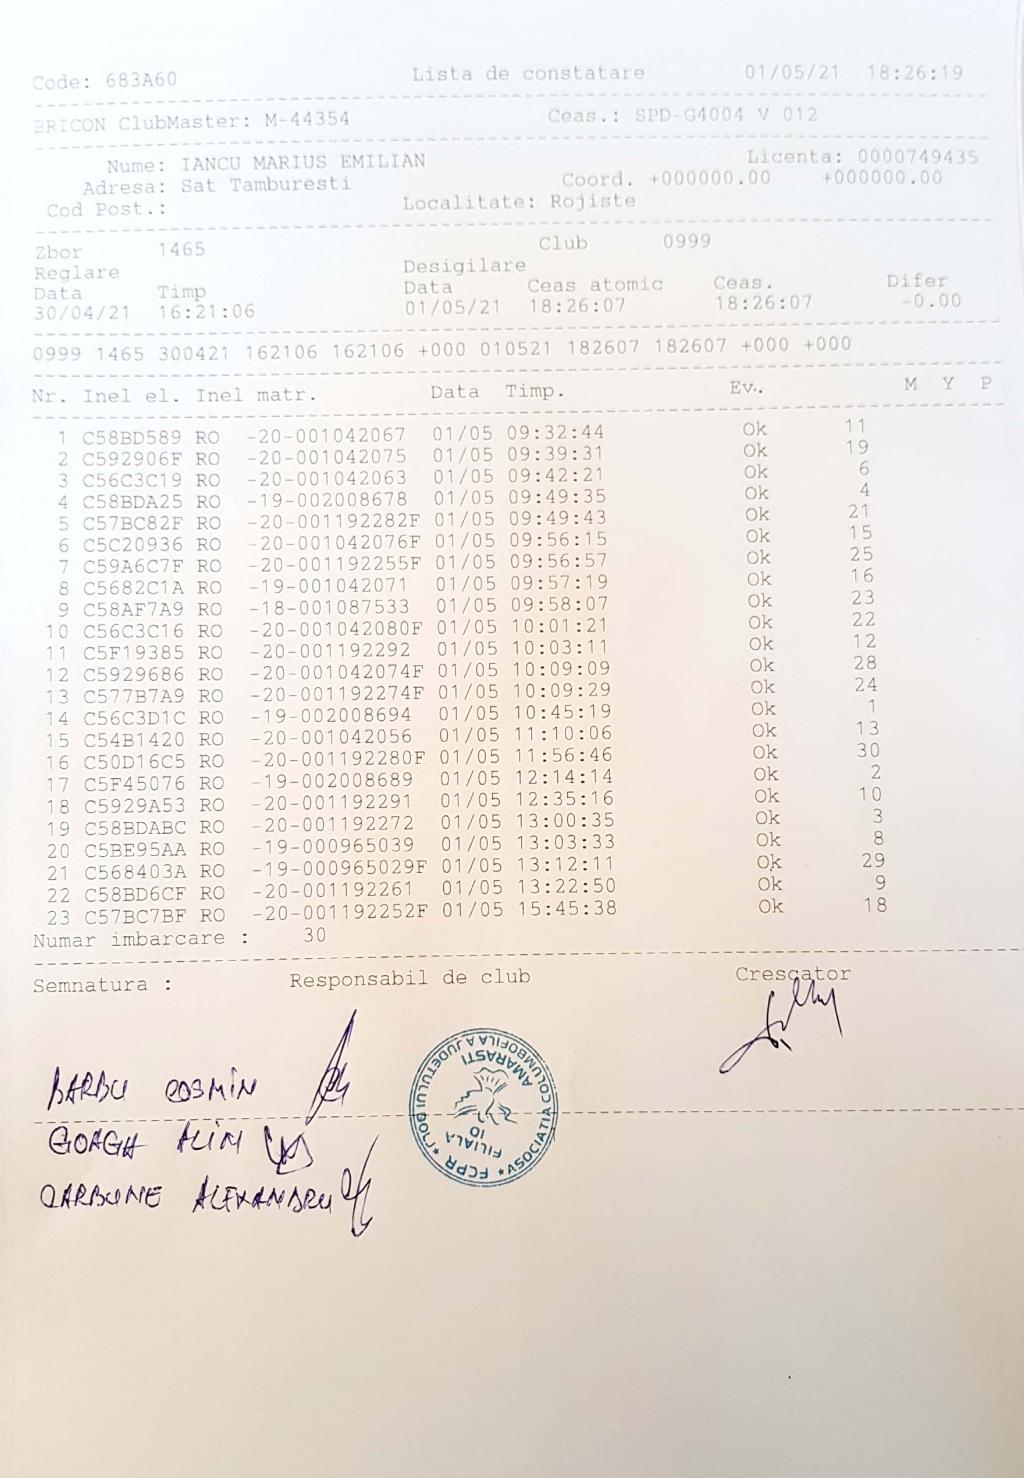 Code: 683A60 Lista de constatare 01/05/21 18:26:19
BRICON ClubMaster: M-44354 Ceas.: SPD-G4004 V 012
Nume: IANCU MARIUS EMILIAN Licenta: 0000749435
Adresa: Sat Tamburesti Coord. +000000.00 +000000.00
Cod Post.: Localitate: Rojiste
Zbor 1465 Club 0999
Reglare Desigilare
Data Timp Data Ceas atomic Ceas. Difer
30/04/21 16:21:06 01/05/21 18:26:07 18:26:07 -0.00
0999 1465 300421 162106 162106 +000 010521 182607 182607 +000 +000
Nr. Inel el. Inel matr. Data Timp. Ev.. M Y P
1 C58BD589 RO -20-001042067 01/05 09:32:44 Ok 11
2 C592906F RO -20-001042075 01/05 09:39:31 Ok 19
3 C56C3C19 RO -20-001042063 01/05 09:42:21 Ok 6
4 C58BDA25 RO -19-002008678 01/05 09:49:35 Ok 4
5 C57BC82F RO -20-001192282F 01/05 09:49:43 Ok 21
6 C5C20936 RO -20-001042076F 01/05 09:56:15 Ok 15
7 C59A6C7F RO -20-001192255F 01/05 09:56:57 Ok 25
8 C5682C1A RO -19-001042071 01/05 09:57:19 Ok 16
9 C58AF7A9 RO -18-001087533 01/05 09:58:07 Ok 23
10 C56C3C16 RO -20-001042080F 01/05 10:01:21 Ok 22
11 C5F19385 RO -20-001192292 01/05 10:03:11 Ok 12
12 C5929686 RO -20-001042074F 01/05 10:09:09 Ok 28
13 C577B7A9 RO -20-001192274F 01/05 10:09:29 Ok 24
14 C56C3D1C RO -19-002008694 01/05 10:45:19 Ok 1
15 C54B1420 RO -20-001042056 01/05 11:10:06 Ok 13
16 C50D16C5 RO -20-001192280F 01/05 11:56:46 Ok 30
17 C5F45076 RO -19-002008689 01/05 12:14:14 Ok 2
18 C5929A53 RO -20-001192291 01/05 12:35:16 Ok 10
19 C58BDABC RO -20-001192272 01/05 13:00:35 Ok 3
20 C5BE95AA RO -19-000965039 01/05 13:03:33 Ok 8
21 C568403A RO -19-000965029F 01/05 13:12:11 Ok 29
22 C58BD6CF RO -20-001192261 01/05 13:22:50 Ok 9
23 C57BC7BF RO -20-001192252F 01/05 15:45:38 Ok 18
Numar imbarcare : 30
Semnatura : Responsabil de club Crescator
BARBU COSMIN
GOAGH ALIN
CARBUNE ALEXANDRU
ASOCIATIA COLUMBOFILA A JUDETULUI DOLJ
FCPR
FILIALA
10
AMARASTI